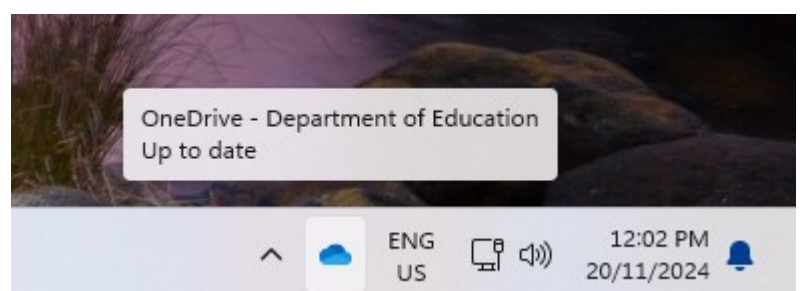 OneDrive - Department of Education
Up to date
ENG
US
12:02 PM
20/11/2024